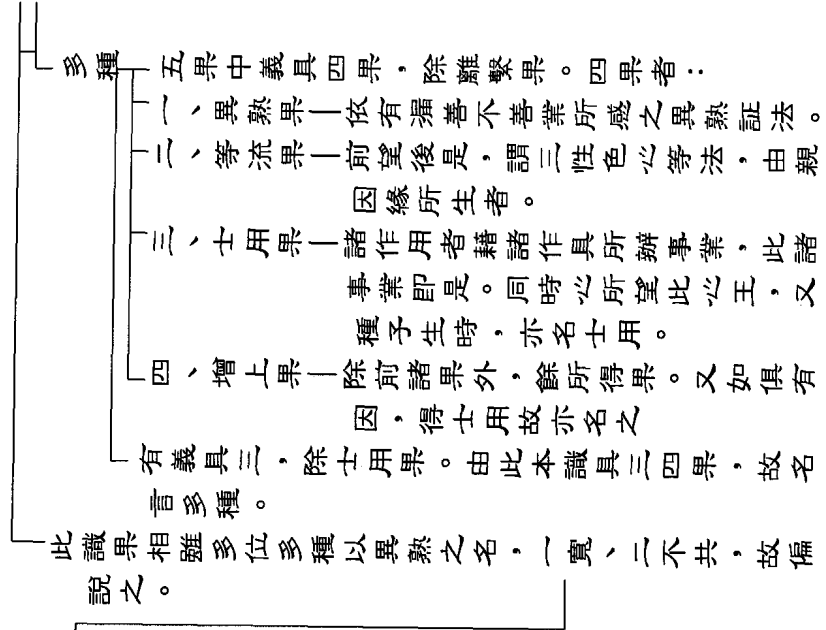 多種
五果中義具四果，除離繫果。四果者：
一、異熟果—依有漏善不善業所感之異熟証法。
二、等流果—前望後是，謂三性色心等法，由親
因緣所生者。
三、士用果—諸作用者藉諸作具所辦事業，此諸
事業即是。同時心所望此心王，又
種子生時，亦名士用。
四、增上果—除前諸果外，餘所得果。又如俱有
因，得士用故亦名之
有義具三，除士用果。由此本識具三四果，故名
言多種。
此識果相雖多位多種以異熟之名，一寬、二不共，故偏
說之。